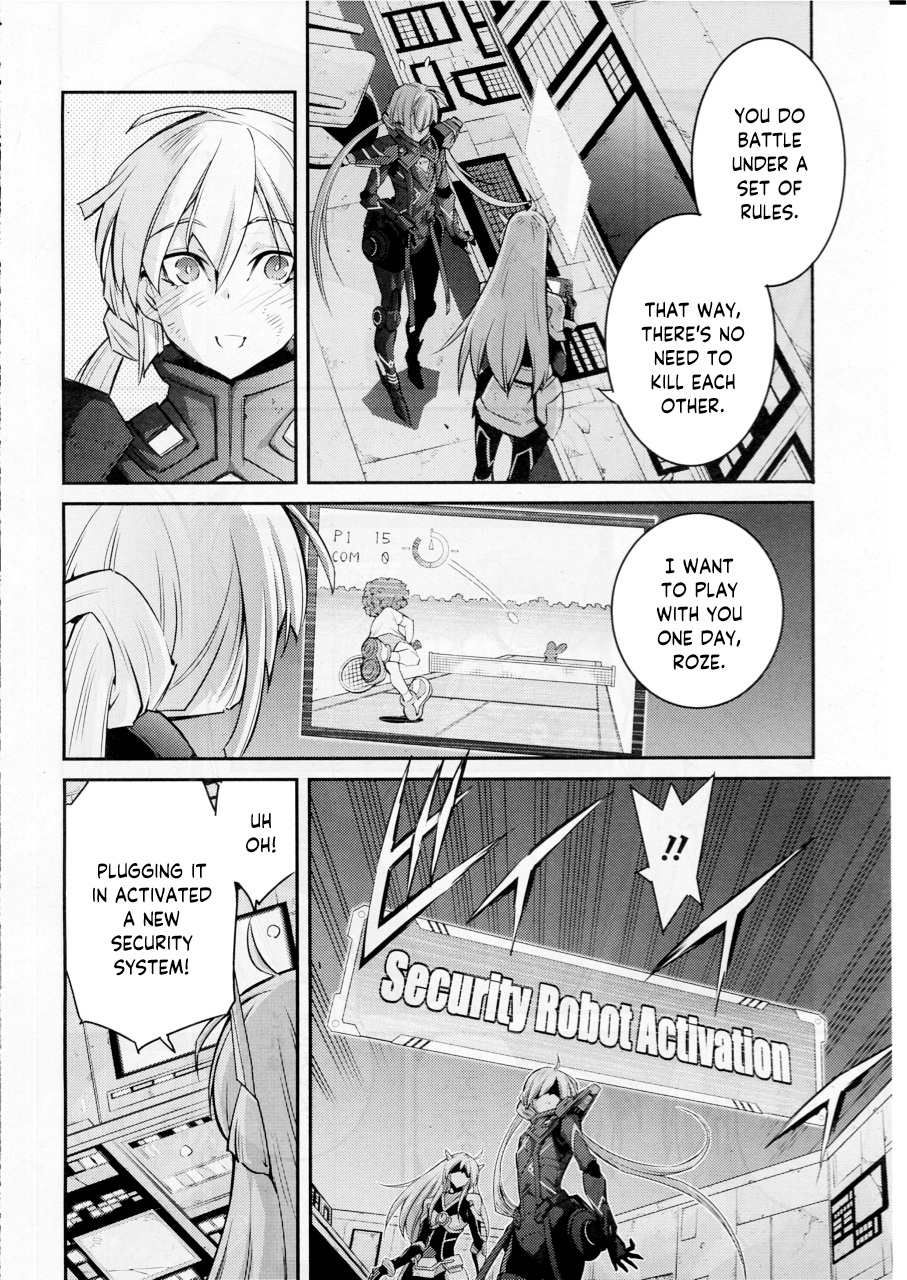 YOU DO
BATTLE
UNDER A
SET OF
RULES.
THAT WAY,
THERE'S NO
NEED TO
KILL EACH
OTHER.
I WANT
TO PLAY
WITH YOU
ONE DAY,
ROZE.
P1 15
COM 0
!!
Security Robot Activation
UH
OH!
PLUGGING IT
IN ACTIVATED
A NEW
SECURITY
SYSTEM!